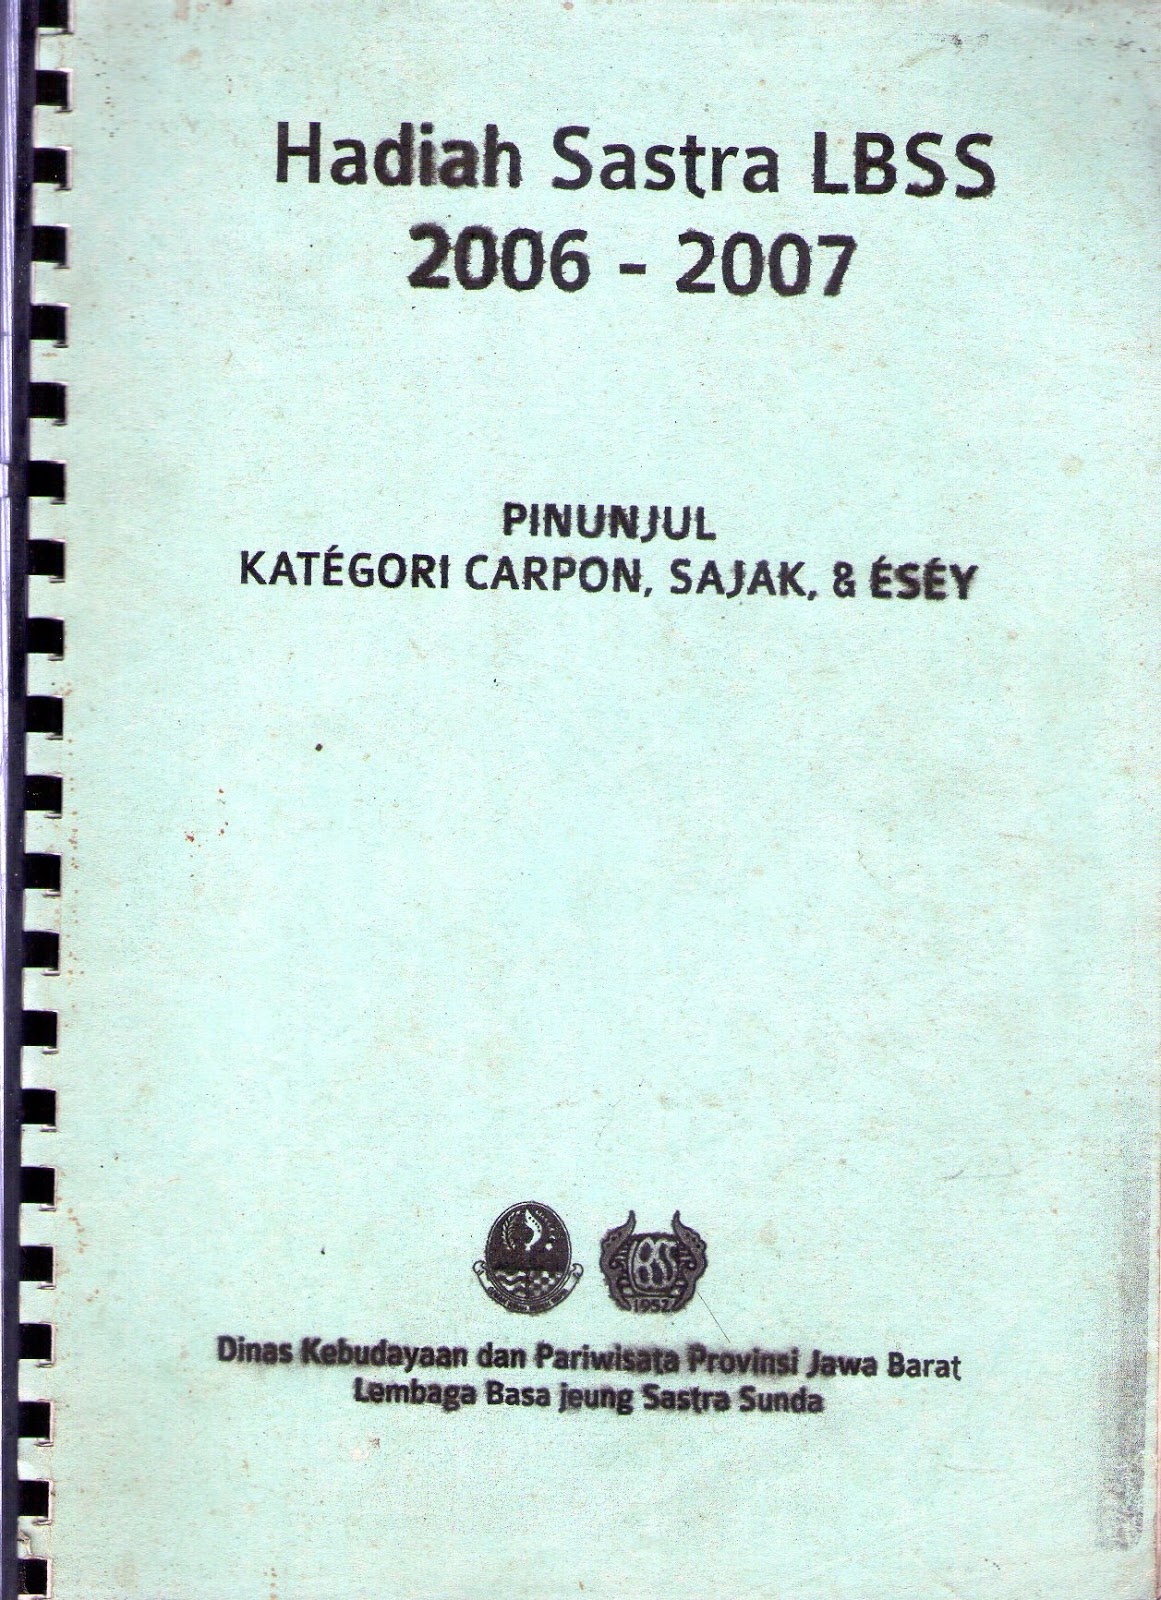 Hadiah Sastra LBSS
2006 - 2007
PINUNJUL
KATÉGORI CARPON, SAJAK, & ÉSÉY
1952
Dinas Kebudayaan dan Pariwisata Provinsi Jawa Barat
Lembaga Basa jeung Sastra Sunda